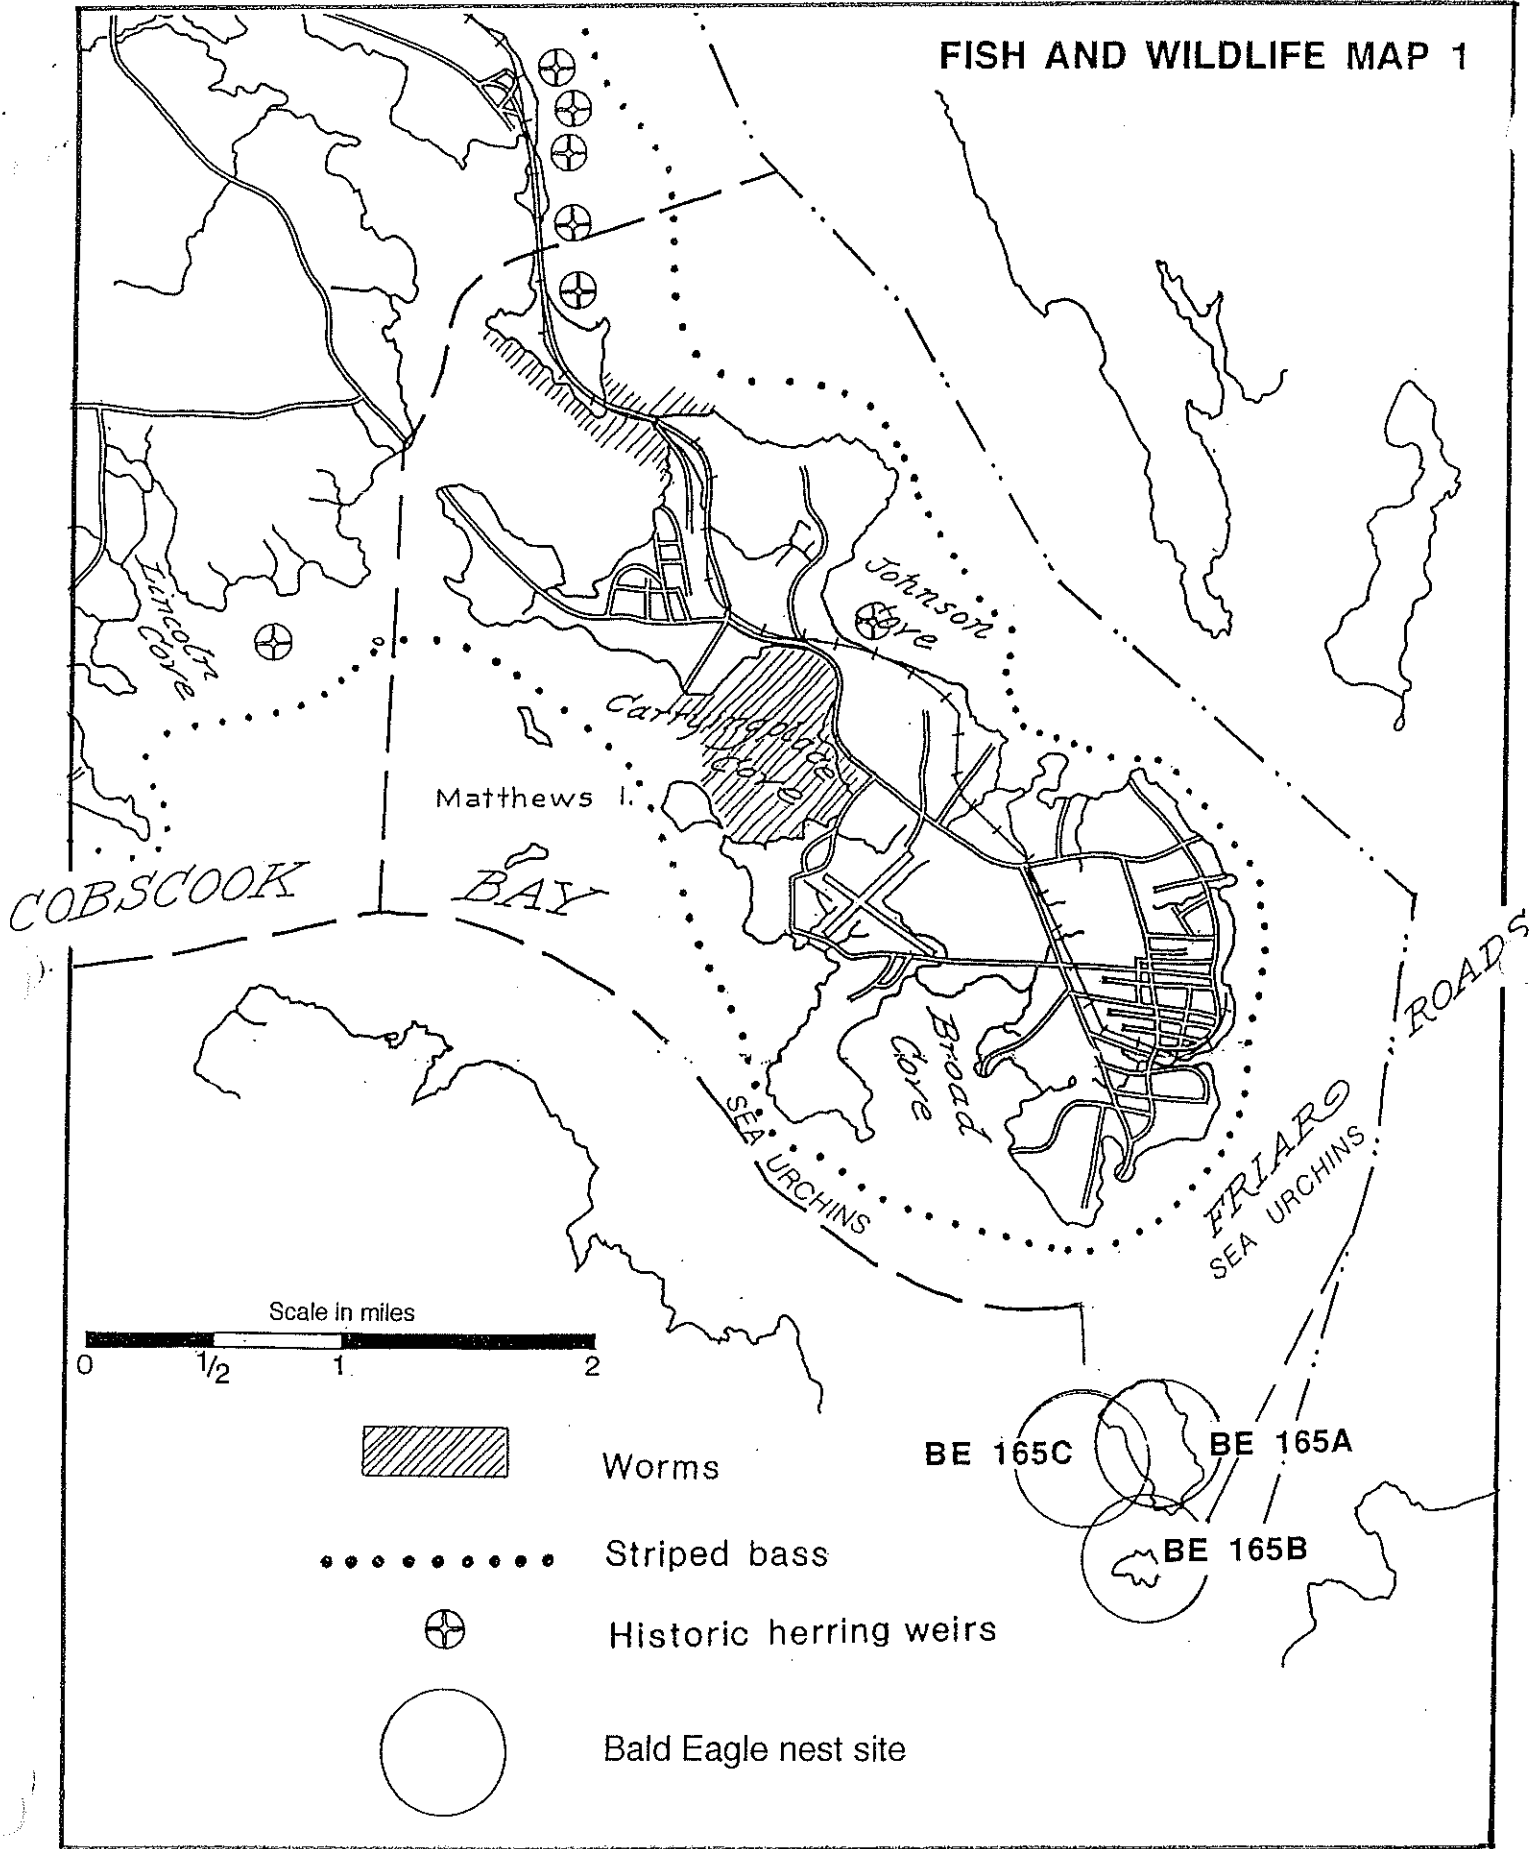 FISH AND WILDLIFE MAP 1
Johnson
Cove
Lincoln
Cove
Carryingplace
Cove
Matthews I.
COBSCOOK BAY
ROADS
Broad
Cove
SEA URCHINS
FRIAR
SEA URCHINS
Scale in miles
0 1/2 1 2
BE 165C
BE 165A
BE 165B
Worms
Striped bass
Historic herring weirs
Bald Eagle nest site